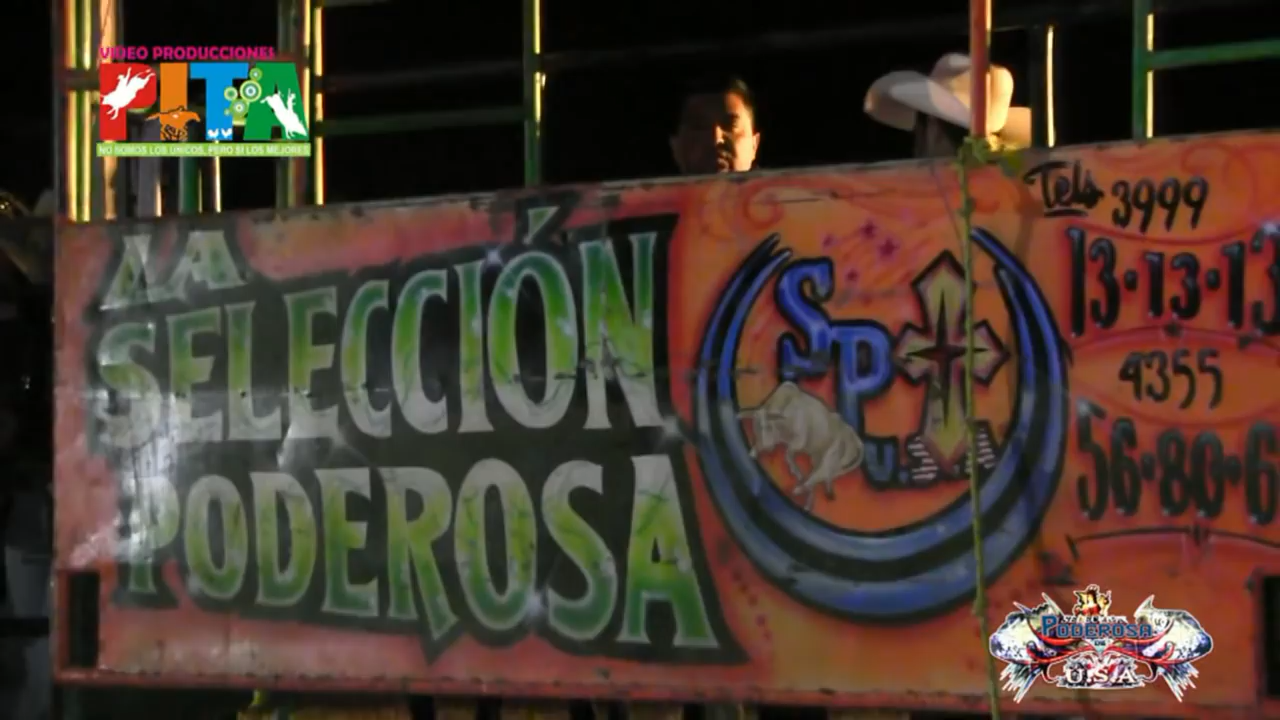 VIDEO PRODUCCIONES
PITA
NO SOMOS LOS UNICOS, PERO SI LOS MEJORES
LA
SELECCIÓN
PODEROSA
SP
U.S.A
Tels 3999
13·13·13
4355
56·80·6
PODEROSA
DE
U.S.A